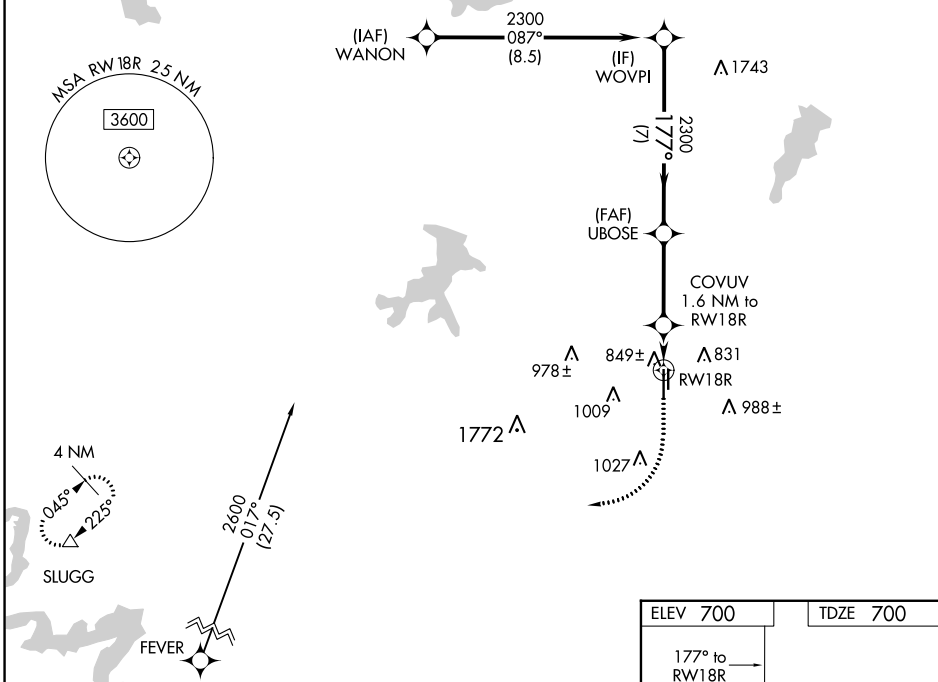 MSA RW 18R 25 NM
3600
(IAF)
WANON
2300
087°
(8.5)
(IF)
WOVPI
1743
2300
177°
(7)
(FAF)
UBOSE
COVUV
1.6 NM to
RW18R
978±
849±
831
RW18R
1009
988±
1772
1027
4 NM
045°
225°
SLUGG
2600
017°
(27.5)
FEVER
ELEV 700
TDZE 700
177° to
RW18R